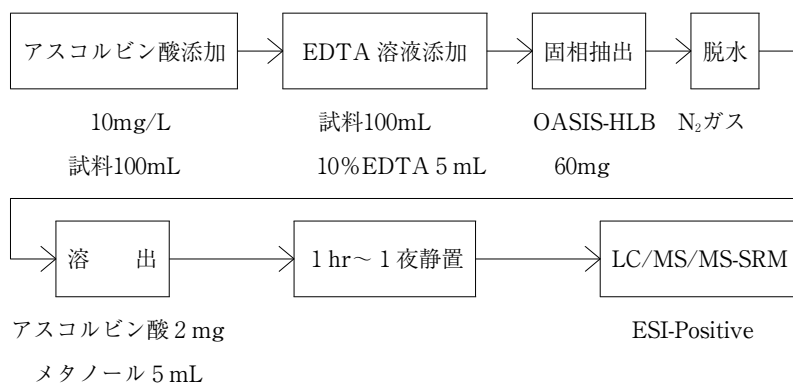 アスコルビン酸添加
EDTA 溶液添加
固相抽出
脱水
10mg/L
試料100mL
試料100mL
10%EDTA 5 mL
OASIS-HLB
60mg
N₂ガス
溶　出
1 hr～1 夜静置
LC/MS/MS-SRM
アスコルビン酸 2 mg
メタノール 5 mL
ESI-Positive